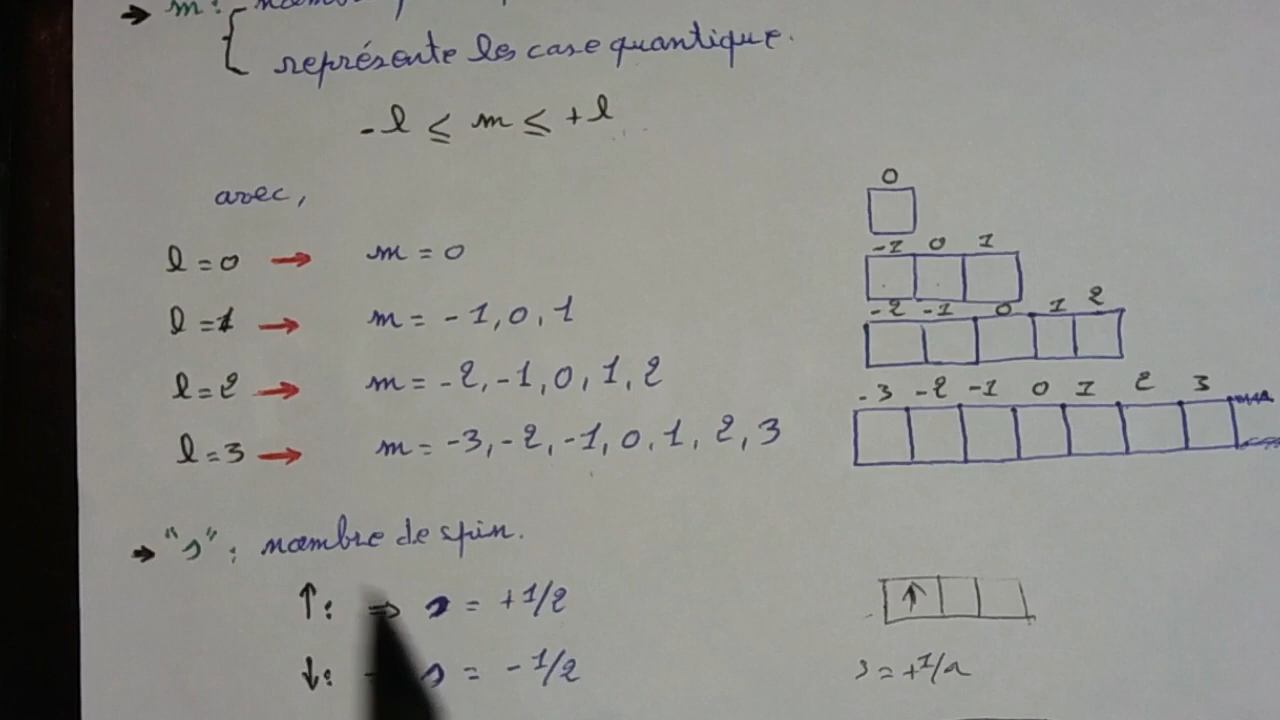 → m:
représente les case quantique.
-l ≤ m ≤ +l
avec,
l = 0 → m = 0
l = 1 → m = -1, 0, 1
l = 2 → m = -2, -1, 0, 1, 2
l = 3 → m = -3, -2, -1, 0, 1, 2, 3
0
-1 0 1
-2 -1 0 1 2
-3 -2 -1 0 1 2 3
→ "s": nombre de spin.
↑: ⇒ s = +1/2
↓: s = -1/2
↑
s = +1/2